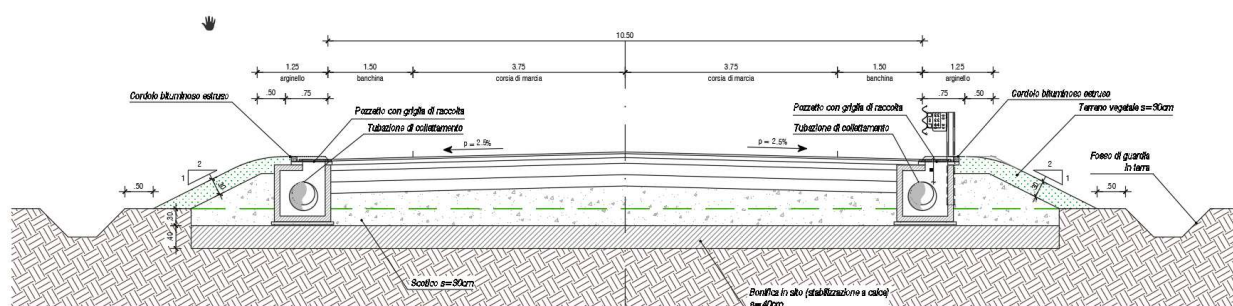 10.50
1.25 1.50 3.75 3.75 1.50 1.25
arginello banchina corsia di marcia corsia di marcia banchina arginello
.50 .75 .75 .50
Cordolo bituminoso estruso Cordolo bituminoso estruso
Pozzetto con griglia di raccolta Pozzetto con griglia di raccolta Terreno vegetale s=30cm
Tubazione di collettamento Tubazione di collettamento
p = 2.5% p = 2.5%
2 2
1 1
Fosso di guardia
in terra
.50 .30 .30 .50
.30
.40
Scotico s=30cm
Bonifica in sito (stabilizzazione a calce)
s=40cm